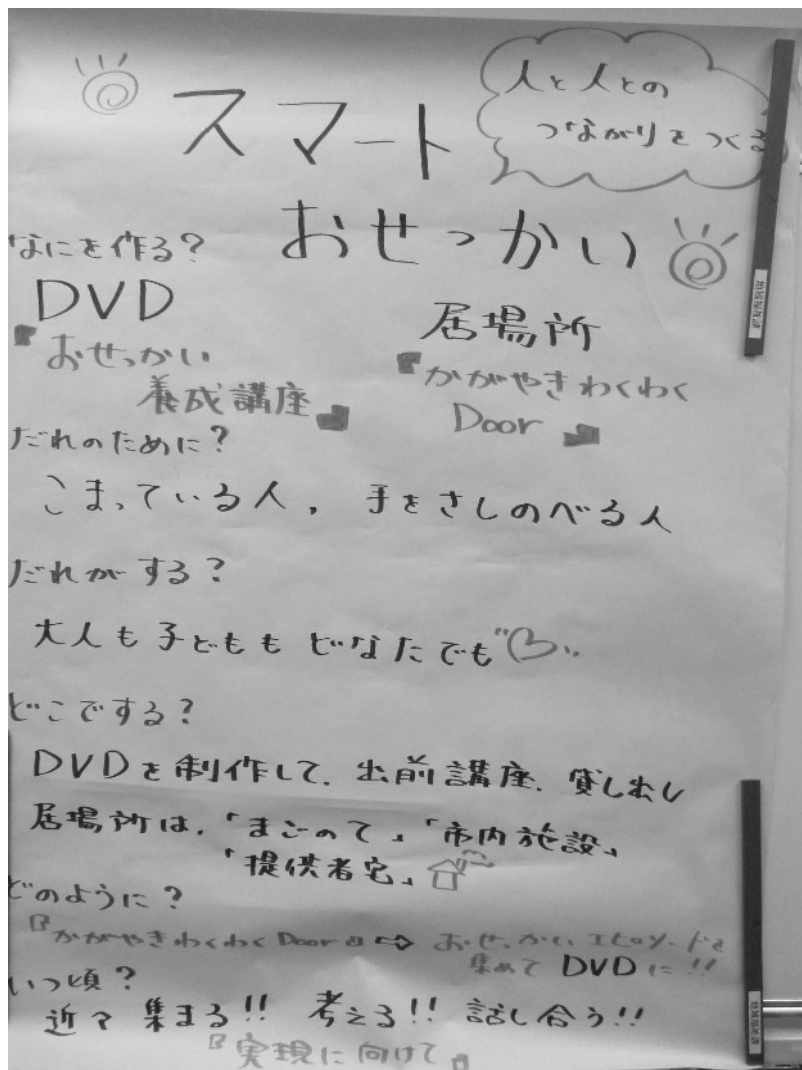 人と人との
つながりをつくる
スマート
おせっかい
なにを作る?
DVD
『おせっかい
養成講座』
居場所
『かがやきわくわく
Door』
だれのために?
こまっている人, 手をさしのべる人
だれがする?
大人も子どもも どなたでも
どこでする?
DVDを制作して. 出前講座. 貸し出し
居場所は.「まごのて」「市内施設」
「提供者宅」
どのように?
『かがやきわくわくDoor』⇨ おせっかいエピソードを
集めて DVDに!!
いつ頃?
近々 集まる!! 考える!! 話し合う!!
『実現に向けて』